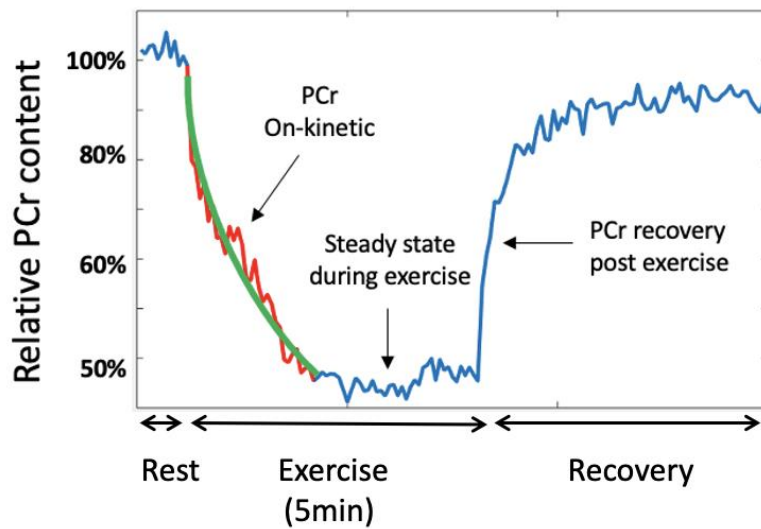 Relative PCr content
100%
80%
60%
50%
PCr
On-kinetic
Steady state
during exercise
PCr recovery
post exercise
Rest
Exercise
(5min)
Recovery